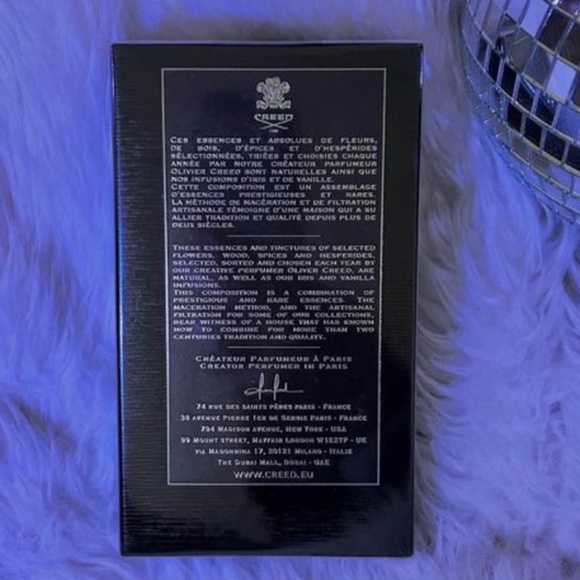 CREED
CES ESSENCES ET ABSOLUES DE FLEURS,
DE BOIS, D'ÉPICES ET D'HESPÉRIDES
SÉLECTIONNÉES, TRIÉES ET CHOISIES CHAQUE
ANNÉE PAR NOTRE CRÉATEUR PARFUMEUR
OLIVIER CREED SONT NATURELLES AINSI QUE
NOS INFUSIONS D'IRIS ET DE VANILLE.
CETTE COMPOSITION EST UN ASSEMBLAGE
D'ESSENCES PRESTIGIEUSES ET RARES.
LA MÉTHODE DE MACÉRATION ET DE FILTRATION
ARTISANALE TÉMOIGNE D'UNE MAISON QUI A SU
ALLIER TRADITION ET QUALITÉ DEPUIS PLUS DE
DEUX SIÈCLES.
THESE ESSENCES AND TINCTURES OF SELECTED
FLOWERS, WOOD, SPICES AND HESPERIDES,
SELECTED, SORTED AND CHOSEN EACH YEAR BY
OUR CREATIVE PERFUMER OLIVER CREED, ARE
NATURAL, AS WELL AS OUR IRIS AND VANILLA
INFUSIONS.
THIS COMPOSITION IS A COMBINATION OF
PRESTIGIOUS AND RARE ESSENCES. THE
MACERATION METHOD, AND THE ARTISANAL
FILTRATION FOR SOME OF OUR COLLECTIONS,
BEAR WITNESS OF A HOUSE THAT HAS KNOWN
HOW TO COMBINE FOR MORE THAN TWO
CENTURIES TRADITION AND QUALITY.
CRÉATEUR PARFUMEUR À PARIS
CREATOR PERFUMER IN PARIS
74 RUE DES SAINTS PÈRES PARIS - FRANCE
38 AVENUE PIERRE 1ER DE SERBIE PARIS - FRANCE
794 MADISON AVENUE, NEW YORK - USA
99 MOUNT STREET, MAYFAIR LONDON W1K2TF - UK
VIA MADONNINA 17, 20121 MILANO - ITALIE
THE DUBAI MALL, DUBAI - UAE
WWW.CREED.EU